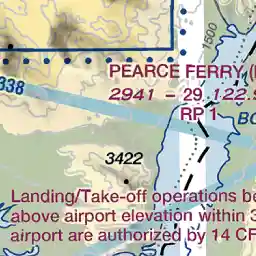 1500
PEARCE FERRY (
338
2941 - 29 122.9
RP 1
BO
3422
Landing/Take-off operations be
above airport elevation within 3
airport are authorized by 14 CF